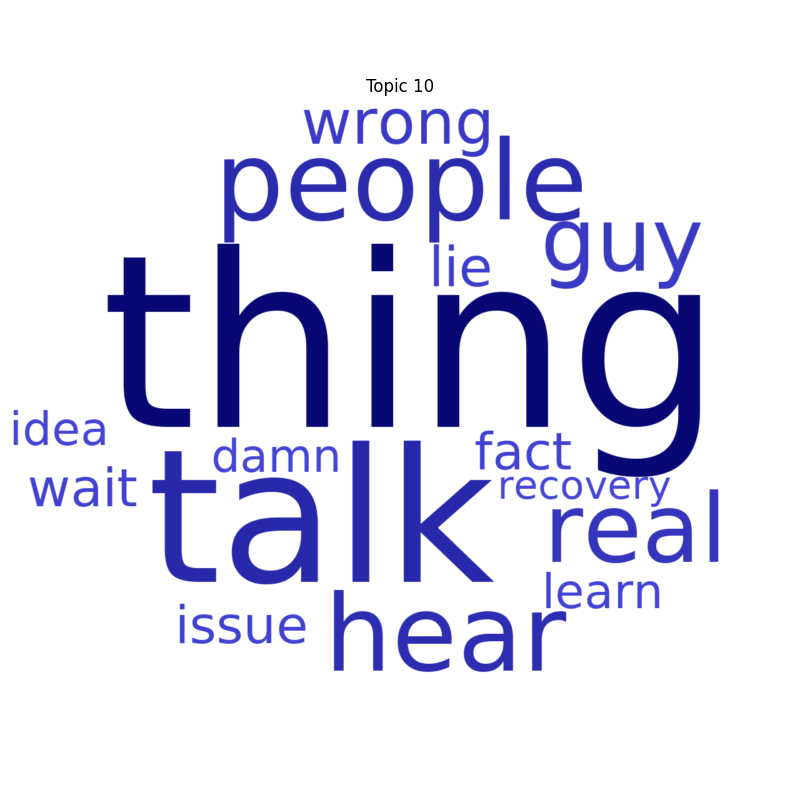 Topic 10
wrong
people
guy
lie
thing
idea
damn
fact
wait
talk
recovery
real
learn
issue
hear